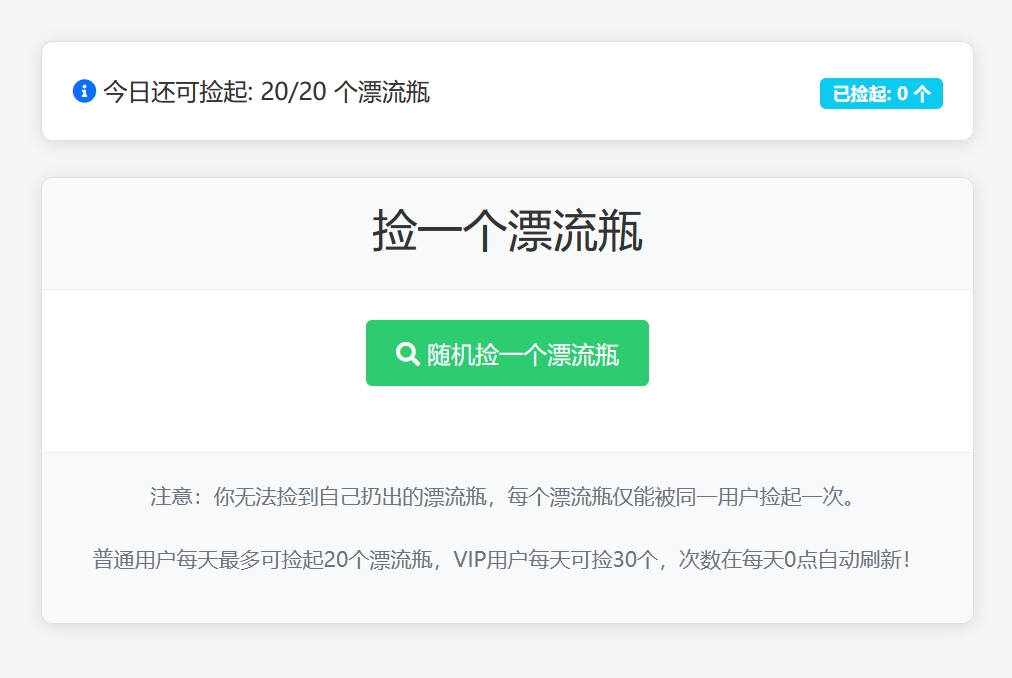 今日还可捡起: 20/20 个漂流瓶
已捡起: 0 个
捡一个漂流瓶
随机捡一个漂流瓶
注意：你无法捡到自己扔出的漂流瓶，每个漂流瓶仅能被同一用户捡起一次。
普通用户每天最多可捡起20个漂流瓶，VIP用户每天可捡30个，次数在每天0点自动刷新！